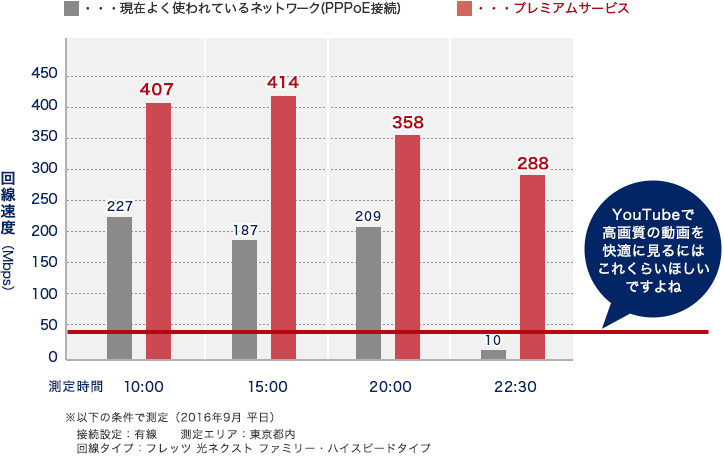 ・・・現在よく使われているネットワーク(PPPoE接続)
・・・プレミアムサービス
回線速度 (Mbps)
450
400
350
300
250
200
150
100
50
0
227
407
187
414
209
358
10
288
YouTubeで
高画質の動画を
快適に見るには
これくらいほしい
ですよね
測定時間 10:00 15:00 20:00 22:30
※以下の条件で測定（2016年9月 平日）
接続設定：有線　測定エリア：東京都内
回線タイプ：フレッツ 光ネクスト ファミリー・ハイスピードタイプ